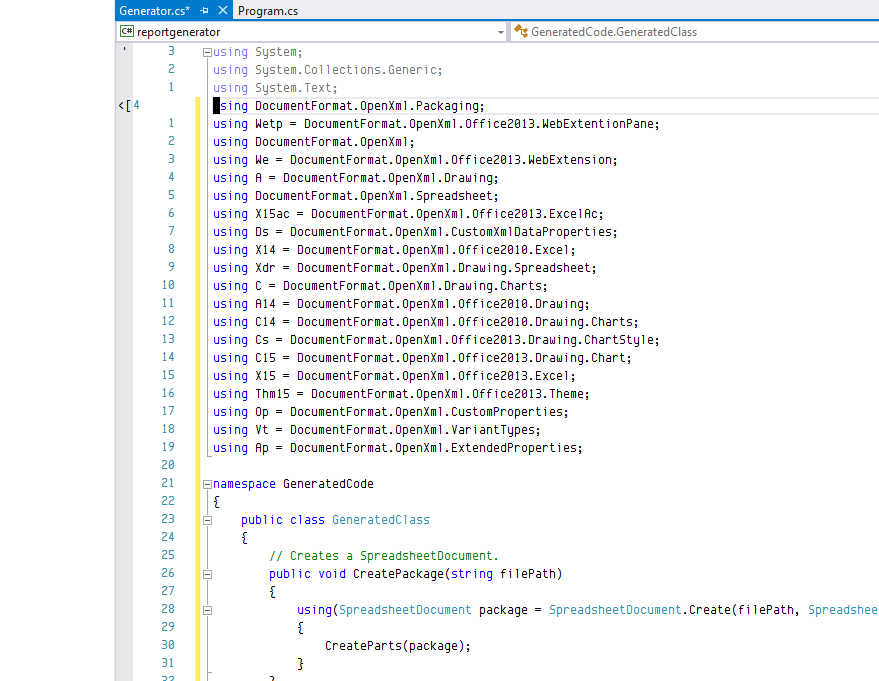 Generator.cs* Program.cs
C# reportgenerator GeneratedCode.GeneratedClass
' 3 using System;
2 using System.Collections.Generic;
1 using System.Text;
<[ 4 using DocumentFormat.OpenXml.Packaging;
1 using Wetp = DocumentFormat.OpenXml.Office2013.WebExtentionPane;
2 using DocumentFormat.OpenXml;
3 using We = DocumentFormat.OpenXml.Office2013.WebExtension;
4 using A = DocumentFormat.OpenXml.Drawing;
5 using DocumentFormat.OpenXml.Spreadsheet;
6 using X15ac = DocumentFormat.OpenXml.Office2013.ExcelAc;
7 using Ds = DocumentFormat.OpenXml.CustomXmlDataProperties;
8 using X14 = DocumentFormat.OpenXml.Office2010.Excel;
9 using Xdr = DocumentFormat.OpenXml.Drawing.Spreadsheet;
10 using C = DocumentFormat.OpenXml.Drawing.Charts;
11 using A14 = DocumentFormat.OpenXml.Office2010.Drawing;
12 using C14 = DocumentFormat.OpenXml.Office2010.Drawing.Charts;
13 using Cs = DocumentFormat.OpenXml.Office2013.Drawing.ChartStyle;
14 using C15 = DocumentFormat.OpenXml.Office2013.Drawing.Chart;
15 using X15 = DocumentFormat.OpenXml.Office2013.Excel;
16 using Thm15 = DocumentFormat.OpenXml.Office2013.Theme;
17 using Op = DocumentFormat.OpenXml.CustomProperties;
18 using Vt = DocumentFormat.OpenXml.VariantTypes;
19 using Ap = DocumentFormat.OpenXml.ExtendedProperties;
20
21 namespace GeneratedCode
22 {
23 public class GeneratedClass
24 {
25 // Creates a SpreadsheetDocument.
26 public void CreatePackage(string filePath)
27 {
28 using(SpreadsheetDocument package = SpreadsheetDocument.Create(filePath, Spreadshee
29 {
30 CreateParts(package);
31 }
32 }